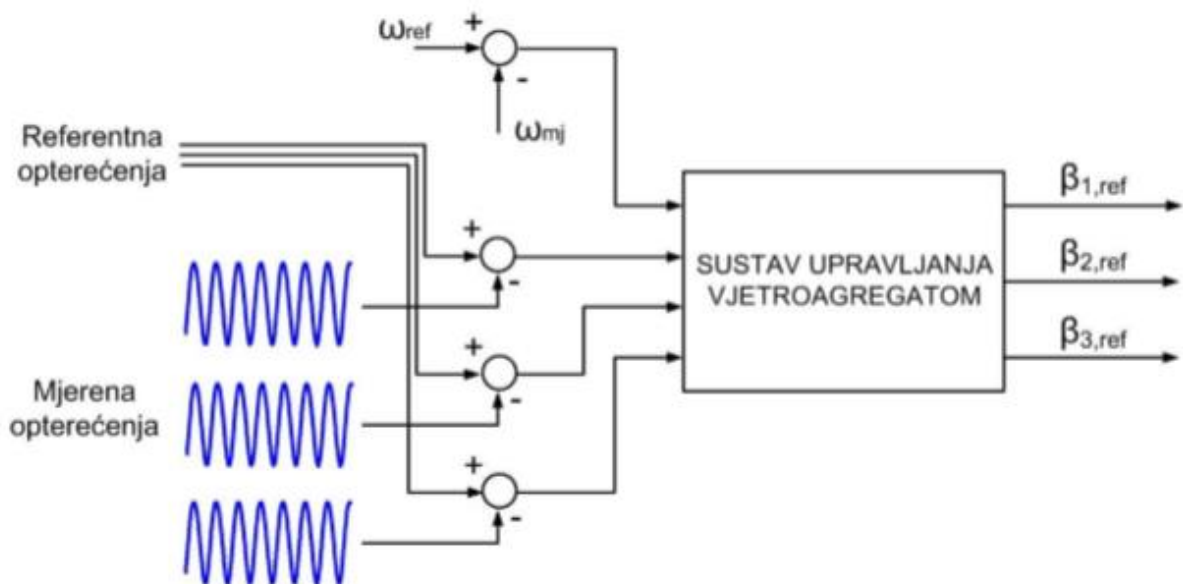 ωref
+
-
ωmj
Referentna
opterećenja
+
-
+
-
Mjerena
opterećenja
+
-
SUSTAV UPRAVLJANJA
VJETROAGREGATOM
β1,ref
β2,ref
β3,ref